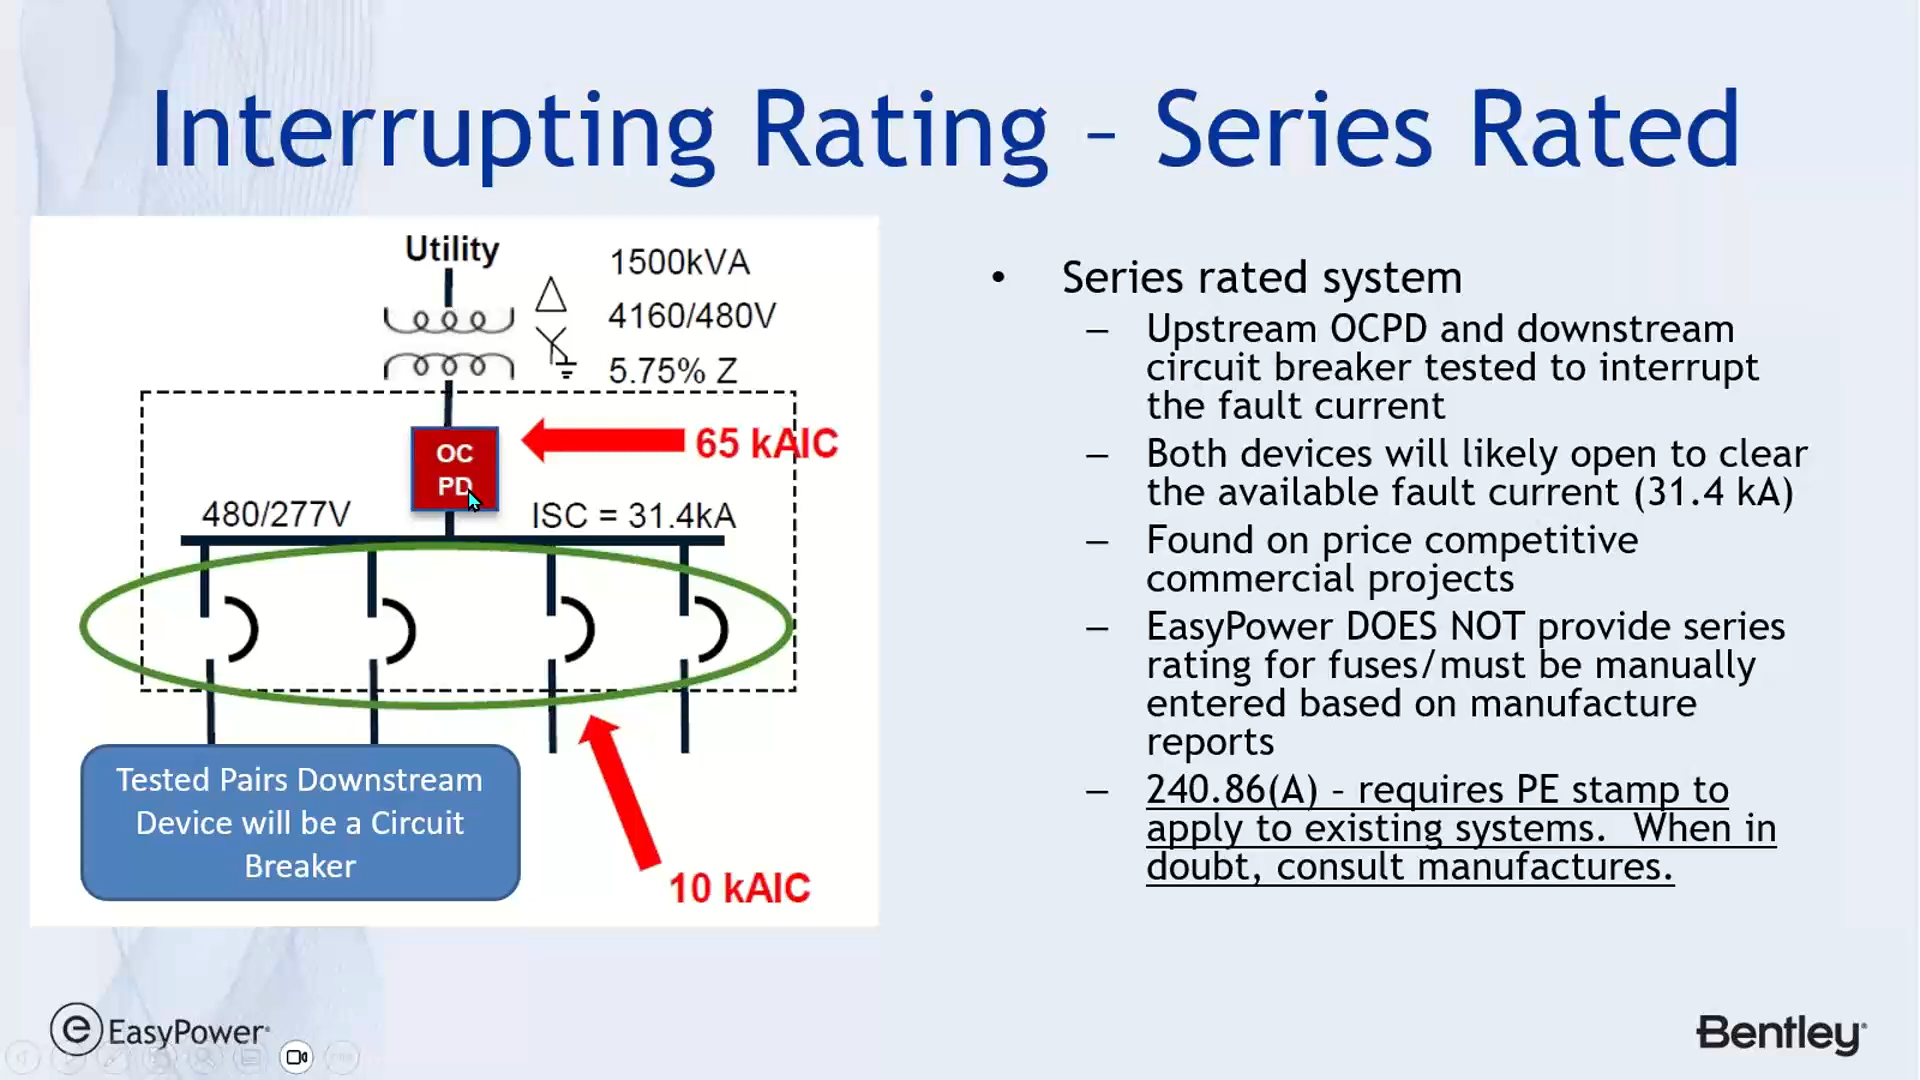 Interrupting Rating – Series Rated
Utility
1500kVA
4160/480V
5.75% Z
OC
PD
65 kAIC
480/277V
ISC = 31.4kA
Tested Pairs Downstream
Device will be a Circuit
Breaker
10 kAIC
• Series rated system
– Upstream OCPD and downstream
circuit breaker tested to interrupt
the fault current
– Both devices will likely open to clear
the available fault current (31.4 kA)
– Found on price competitive
commercial projects
– EasyPower DOES NOT provide series
rating for fuses/must be manually
entered based on manufacture
reports
– 240.86(A) – requires PE stamp to
apply to existing systems.  When in
doubt, consult manufactures.
e EasyPower
Bentley